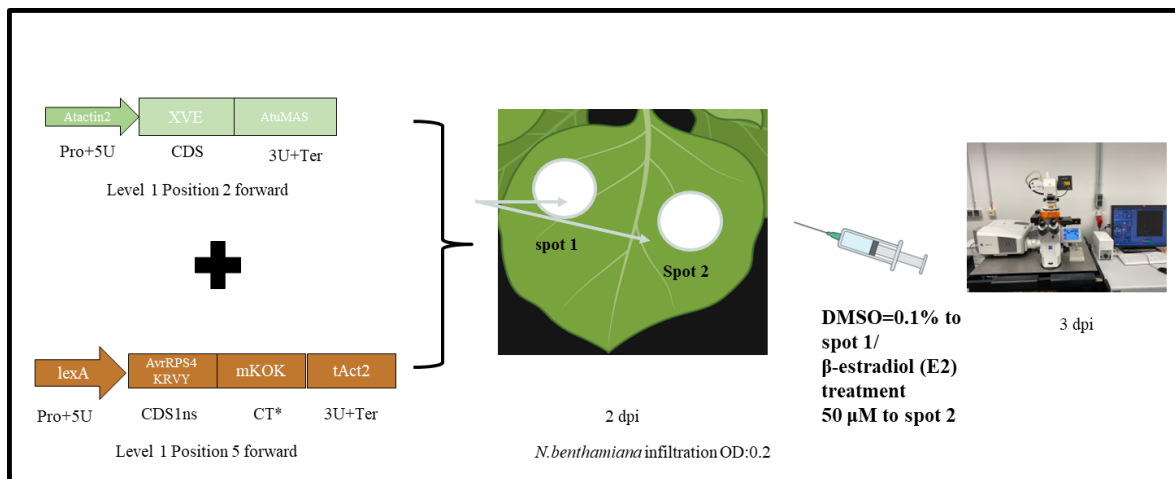 Atactin2
XVE
AtuMAS
Pro+5U
CDS
3U+Ter
Level 1 Position 2 forward
lexA
AvrRPS4
KRVY
mKOK
tAct2
Pro+5U
CDS1ns
CT*
3U+Ter
Level 1 Position 5 forward
spot 1
Spot 2
2 dpi
N.benthamiana infiltration OD:0.2
DMSO=0.1% to
spot 1/
β-estradiol (E2)
treatment
50 μM to spot 2
3 dpi